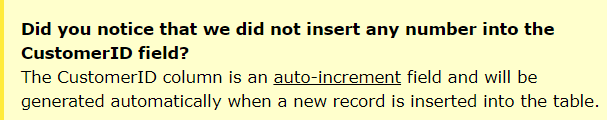 Did you notice that we did not insert any number into the
CustomerID field?
The CustomerID column is an auto-increment field and will be
generated automatically when a new record is inserted into the table.